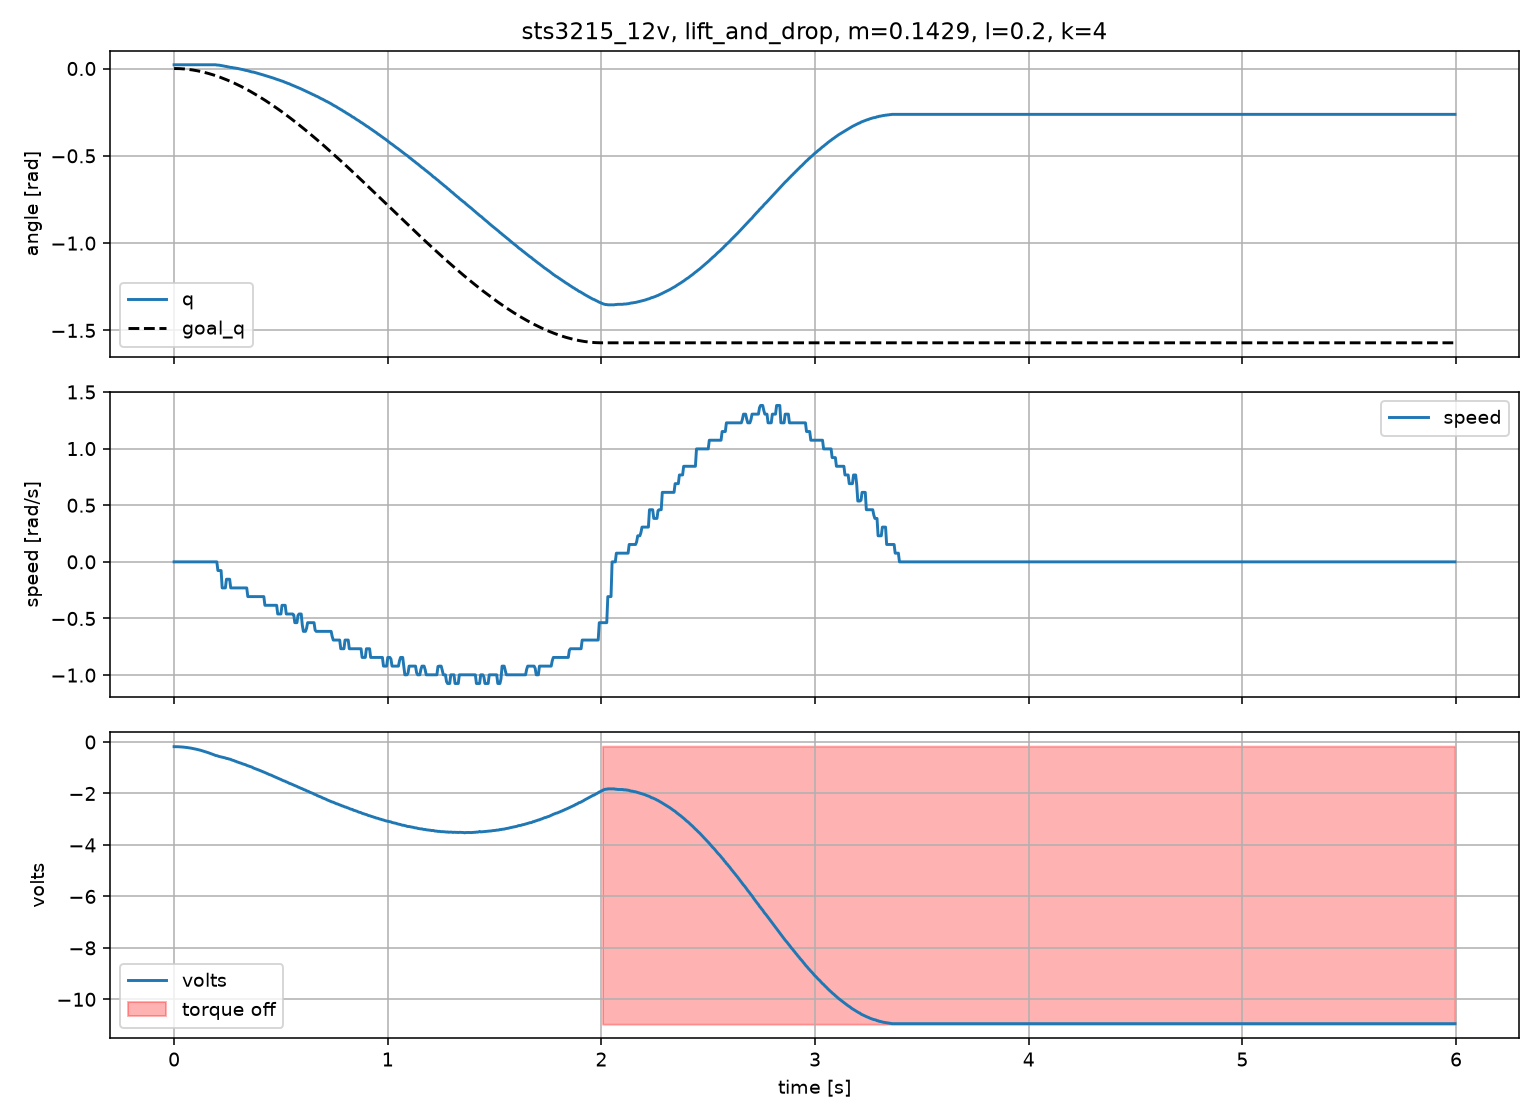 sts3215_12v, lift_and_drop, m=0.1429, l=0.2, k=4
0.0
−0.5
−1.0
−1.5
angle [rad]
q
goal_q
1.5
1.0
0.5
0.0
−0.5
−1.0
speed [rad/s]
speed
0
−2
−4
−6
−8
−10
volts
volts
torque off
0 1 2 3 4 5 6
time [s]